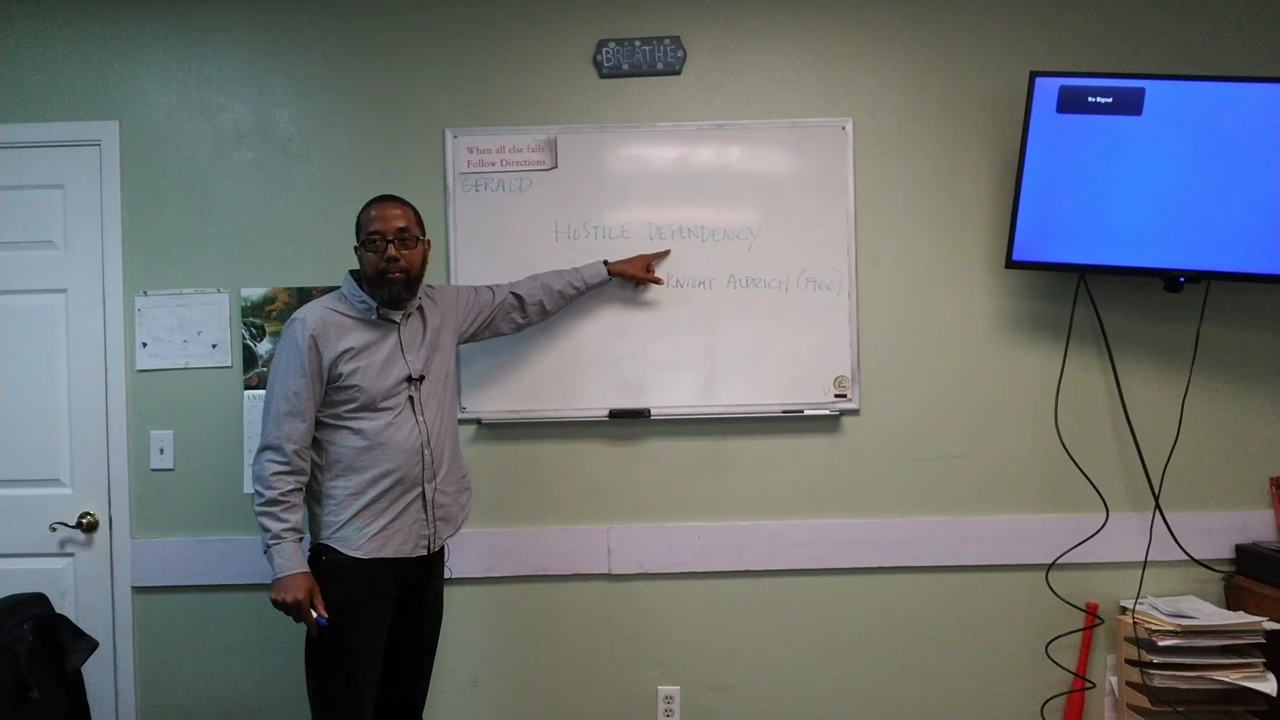 BREATHE
No Signal
When all else fails
Follow Directions
GERALD
HOSTILE DEPENDENCY
KNIGHT ALDRICH (1966)